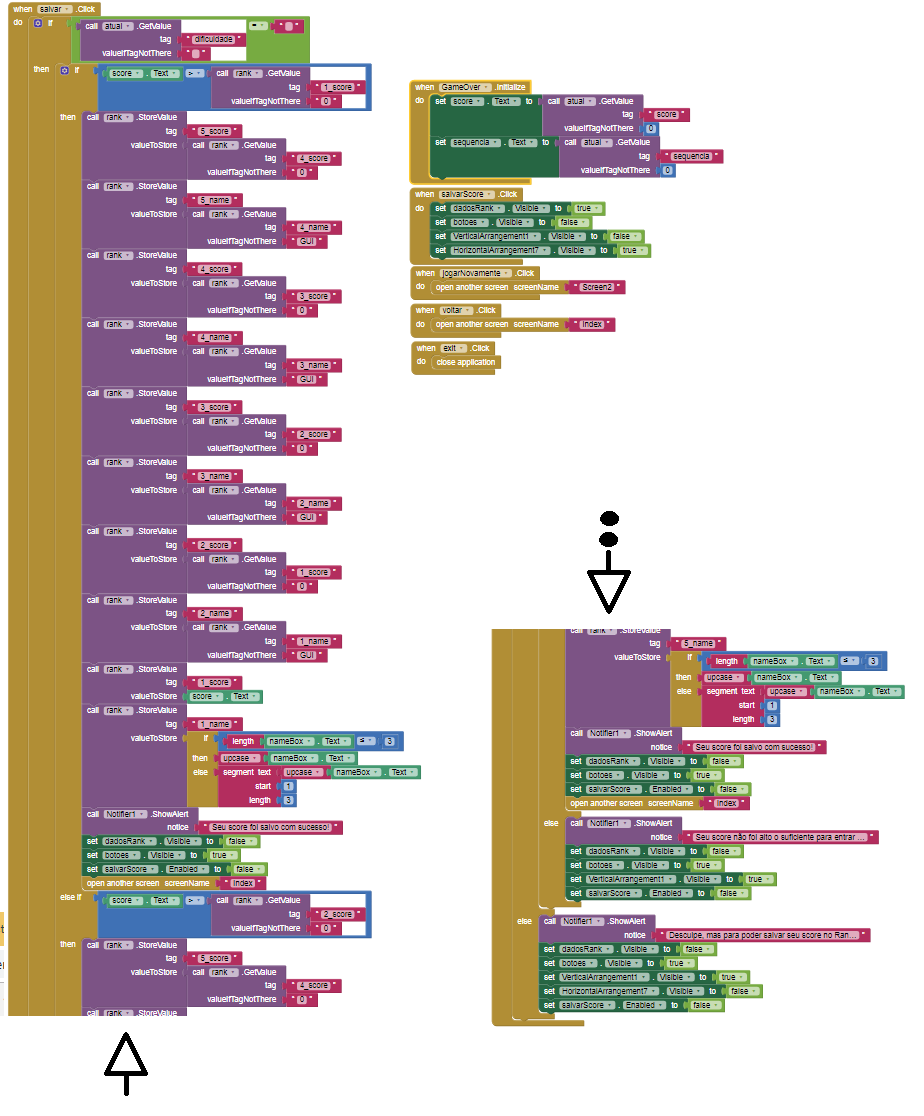 when salvar .Click
do if call atual .GetValue = " "
tag " dificuldade "
valueIfTagNotThere " "
then if score . Text > call rank .GetValue
tag " 1_score "
valueIfTagNotThere " 0 "
then call rank .StoreValue
tag " 5_score "
valueToStore call rank .GetValue
tag " 4_score "
valueIfTagNotThere " 0 "
call rank .StoreValue
tag " 5_name "
valueToStore call rank .GetValue
tag " 4_name "
valueIfTagNotThere " GUI "
call rank .StoreValue
tag " 4_score "
valueToStore call rank .GetValue
tag " 3_score "
valueIfTagNotThere " 0 "
call rank .StoreValue
tag " 4_name "
valueToStore call rank .GetValue
tag " 3_name "
valueIfTagNotThere " GUI "
call rank .StoreValue
tag " 3_score "
valueToStore call rank .GetValue
tag " 2_score "
valueIfTagNotThere " 0 "
call rank .StoreValue
tag " 3_name "
valueToStore call rank .GetValue
tag " 2_name "
valueIfTagNotThere " GUI "
call rank .StoreValue
tag " 2_score "
valueToStore call rank .GetValue
tag " 1_score "
valueIfTagNotThere " 0 "
call rank .StoreValue
tag " 2_name "
valueToStore call rank .GetValue
tag " 1_name "
valueIfTagNotThere " GUI "
call rank .StoreValue
tag " 1_score "
valueToStore score . Text
call rank .StoreValue
tag " 1_name "
valueToStore if length nameBox . Text ≤ 3
then upcase nameBox . Text
else segment text upcase nameBox . Text
start 1
length 3
call Notifier1 .ShowAlert
notice " Seu score foi salvo com sucesso! "
set dadosRank . Visible to false
set botoes . Visible to true
set salvarScore . Enabled to false
open another screen screenName " Index "
else if score . Text > call rank .GetValue
tag " 2_score "
valueIfTagNotThere " 0 "
then call rank .StoreValue
tag " 5_score "
valueToStore call rank .GetValue
tag " 4_score "
valueIfTagNotThere " 0 "
call rank .StoreValue
when GameOver .Initialize
do set score . Text to call atual .GetValue
tag " score "
valueIfTagNotThere 0
set sequencia . Text to call atual .GetValue
tag " sequencia "
valueIfTagNotThere 0
when salvarScore .Click
do set dadosRank . Visible to true
set botoes . Visible to false
set VerticalArrangement1 . Visible to false
set HorizontalArrangement7 . Visible to true
when jogarNovamente .Click
do open another screen screenName " Screen2 "
when voltar .Click
do open another screen screenName " Index "
when exit .Click
do close application
call rank .StoreValue
tag " 5_name "
valueToStore if length nameBox . Text ≤ 3
then upcase nameBox . Text
else segment text upcase nameBox . Text
start 1
length 3
call Notifier1 .ShowAlert
notice " Seu score foi salvo com sucesso! "
set dadosRank . Visible to false
set botoes . Visible to true
set salvarScore . Enabled to false
open another screen screenName " Index "
else call Notifier1 .ShowAlert
notice " Seu score não foi alto o suficiente para entrar ... "
set dadosRank . Visible to false
set botoes . Visible to true
set VerticalArrangement1 . Visible to true
set salvarScore . Enabled to false
else call Notifier1 .ShowAlert
notice " Desculpe, mas para poder salvar seu score no Ran... "
set dadosRank . Visible to false
set botoes . Visible to true
set VerticalArrangement1 . Visible to true
set HorizontalArrangement7 . Visible to false
set salvarScore . Enabled to false